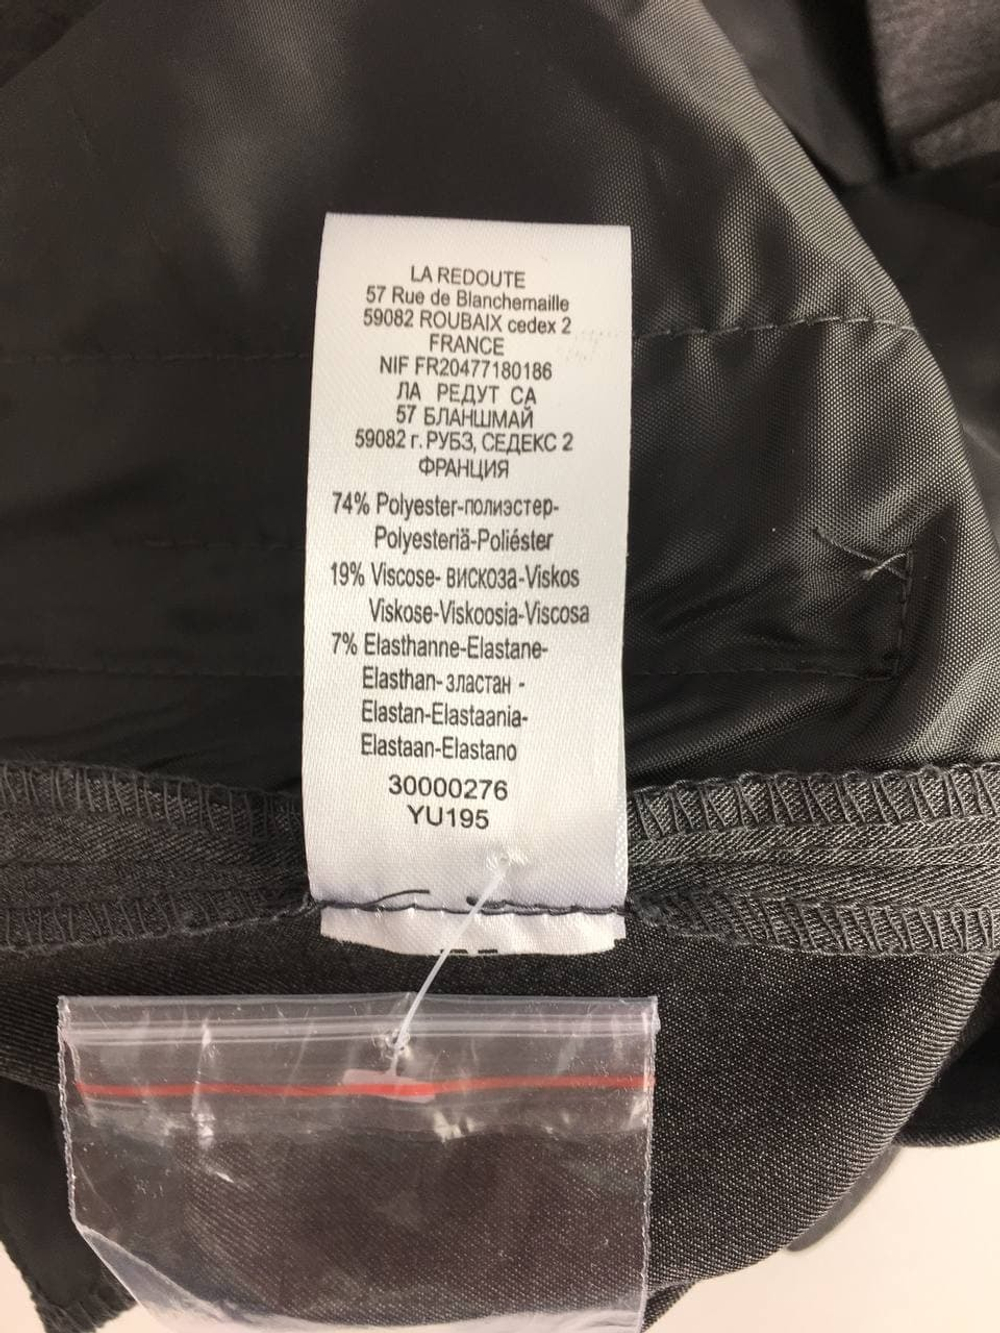 LA REDOUTE
57 Rue de Blanchemaille
59082 ROUBAIX cedex 2
FRANCE
NIF FR20477180186
ЛА РЕДУТ СА
57 БЛАНШМАЙ
59082 г. РУБЗ, СЕДЕКС 2
ФРАНЦИЯ
74% Polyester-полиэстер-
Polyesteriä-Poliéster
19% Viscose- вискоза-Viskos
Viskose-Viskoosia-Viscosa
7% Elasthanne-Elastane-
Elasthan-эластан -
Elastan-Elastaania-
Elastaan-Elastano
30000276
YU195